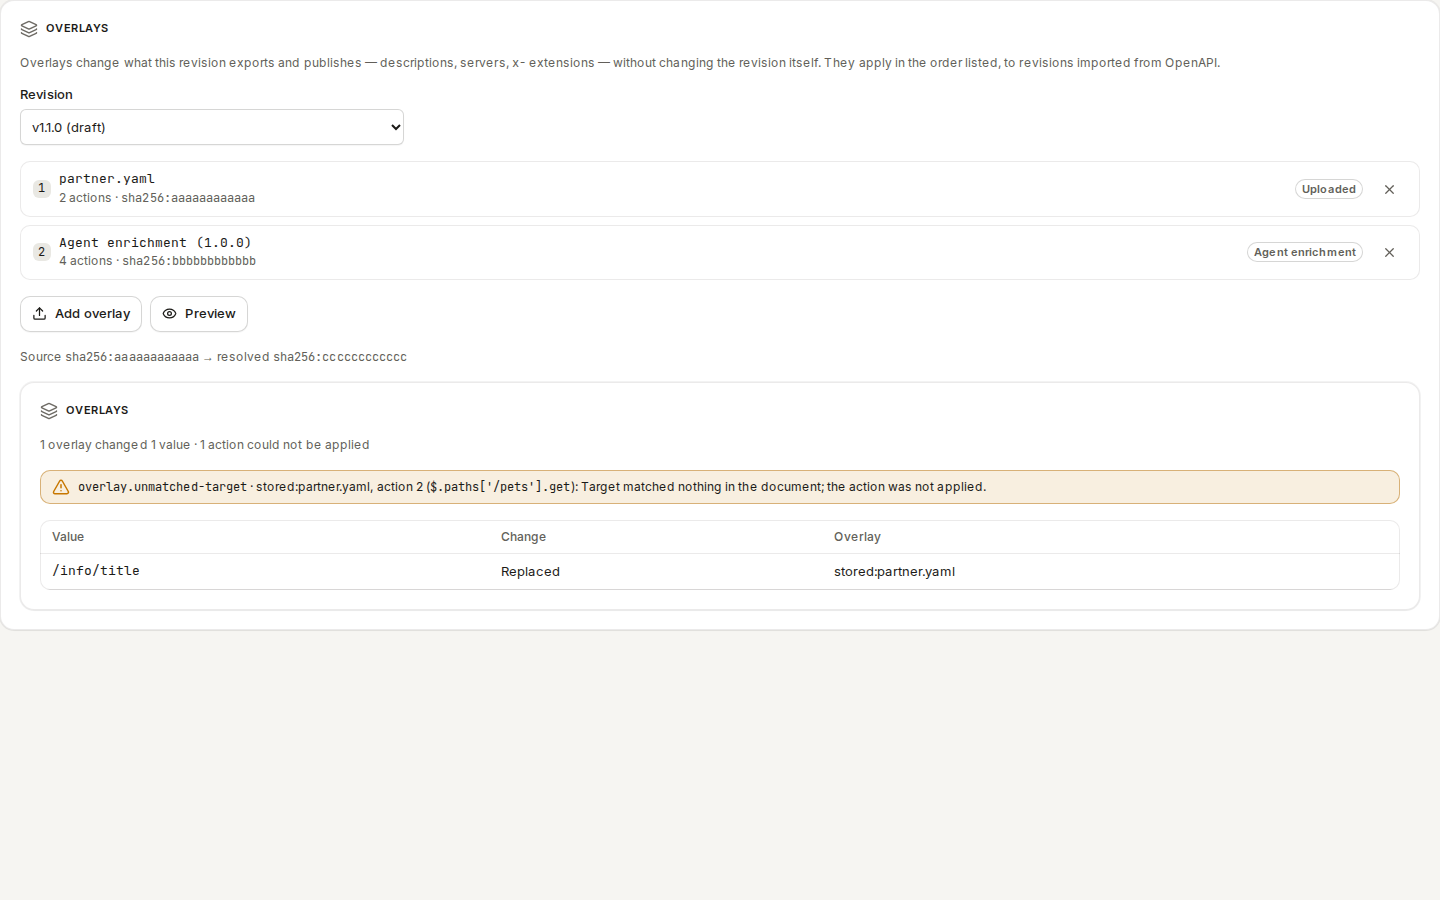 OVERLAYS
Overlays change what this revision exports and publishes — descriptions, servers, x- extensions — without changing the revision itself. They apply in the order listed, to revisions imported from OpenAPI.
Revision
v1.1.0 (draft)
1 partner.yaml
2 actions · sha256:aaaaaaaaaaaa
Uploaded
2 Agent enrichment (1.0.0)
4 actions · sha256:bbbbbbbbbbbb
Agent enrichment
Add overlay Preview
Source sha256:aaaaaaaaaaaa → resolved sha256:cccccccccccc
OVERLAYS
1 overlay changed 1 value · 1 action could not be applied
overlay.unmatched-target · stored:partner.yaml, action 2 ($.paths['/pets'].get): Target matched nothing in the document; the action was not applied.
Value Change Overlay
/info/title Replaced stored:partner.yaml